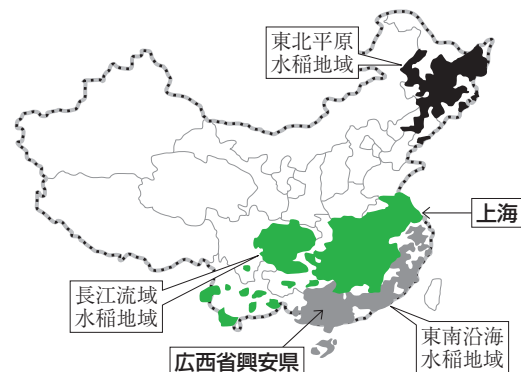 東北平原
水稲地域
上海
長江流域
水稲地域
広西省興安県
東南沿海
水稲地域